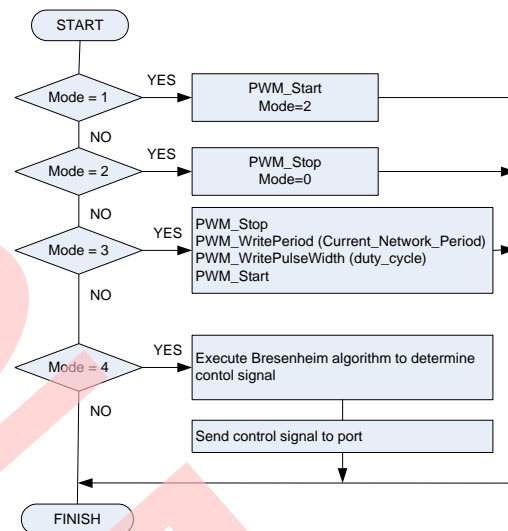 START
Mode = 1
YES
PWM_Start
Mode=2
NO
Mode = 2
YES
PWM_Stop
Mode=0
NO
Mode = 3
YES
PWM_Stop
PWM_WritePeriod (Current_Network_Period)
PWM_WritePulseWidth (duty_cycle)
PWM_Start
NO
Mode = 4
YES
Execute Bresenheim algorithm to determine
contol signal
NO
Send control signal to port
FINISH